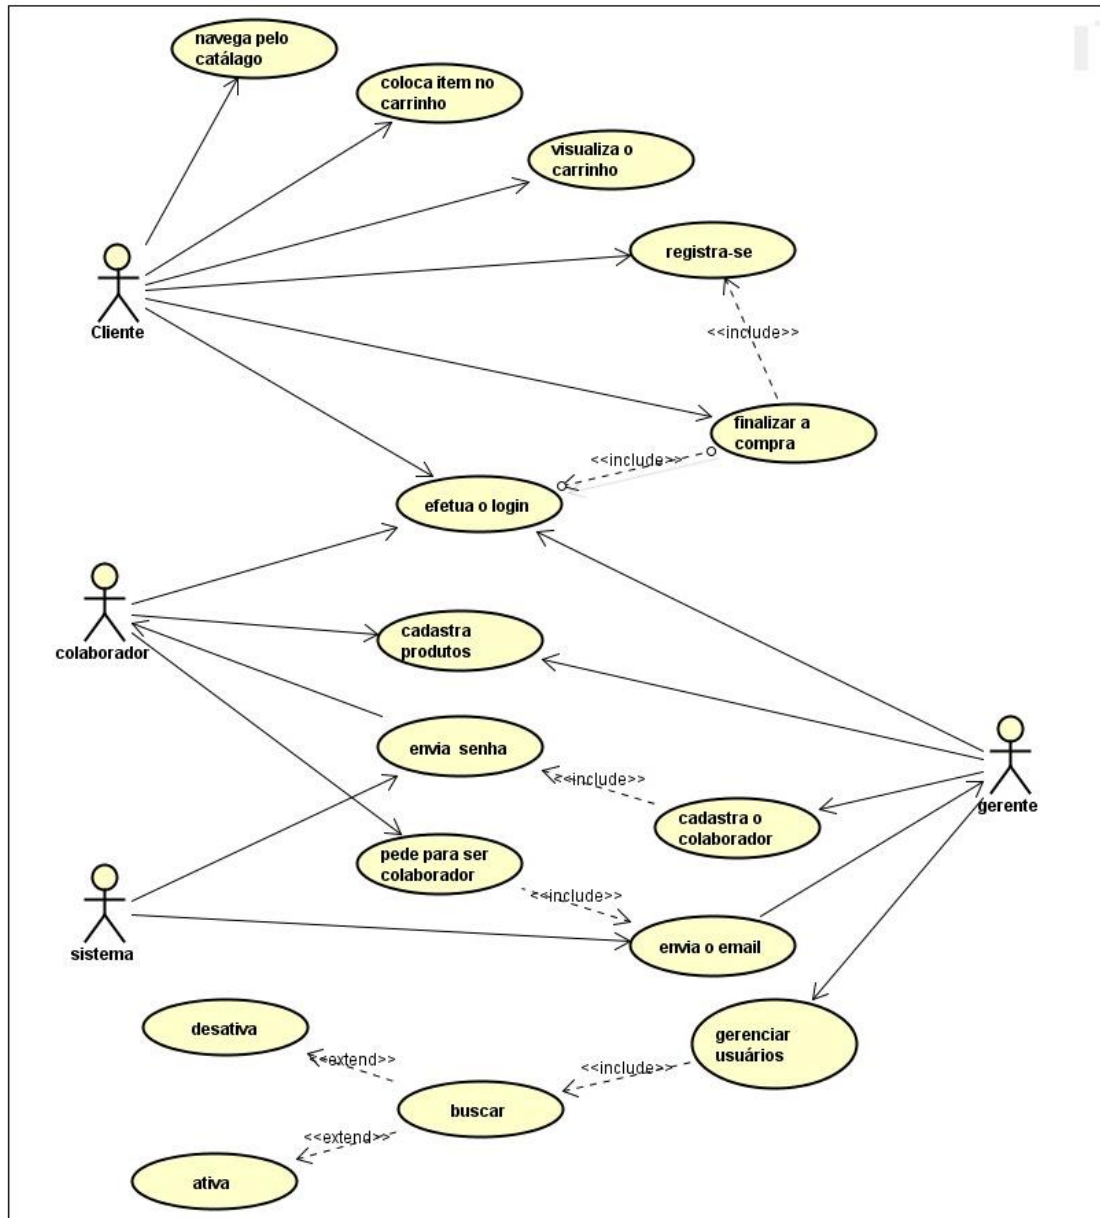 navega pelo
catálago
coloca item no
carrinho
visualiza o
carrinho
registra-se
Cliente
<<include>>
finalizar a
compra
<<include>>
efetua o login
colaborador
cadastra
produtos
envia senha
<<include>>
gerente
cadastra o
colaborador
pede para ser
colaborador
<<include>>
sistema
envia o email
desativa
gerenciar
usuários
<<extend>>
<<include>>
buscar
<<extend>>
ativa